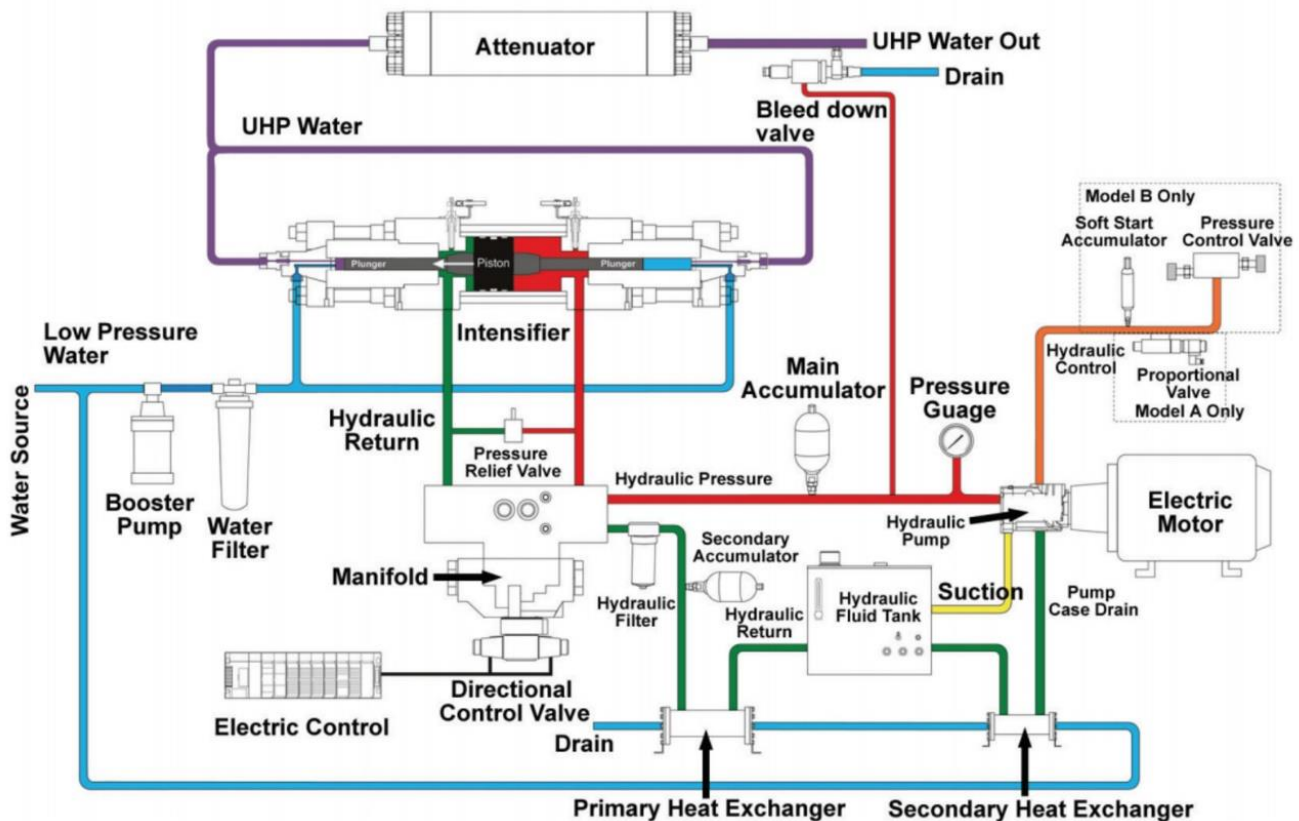 Attenuator
UHP Water Out
Drain
Bleed down
valve
UHP Water
Model B Only
Soft Start
Accumulator
Pressure
Control Valve
Plunger
Piston
Plunger
Intensifier
Low Pressure
Water
Hydraulic
Control
Proportional
Valve
Model A Only
Main
Accumulator
Pressure
Guage
Water Source
Hydraulic
Return
Pressure
Relief Valve
Hydraulic Pressure
Booster
Pump
Water
Filter
Electric
Motor
Hydraulic
Pump
Secondary
Accumulator
Manifold
Hydraulic
Filter
Hydraulic
Return
Hydraulic
Fluid Tank
Suction
Pump
Case Drain
Electric Control
Directional
Control Valve
Drain
Primary Heat Exchanger
Secondary Heat Exchanger